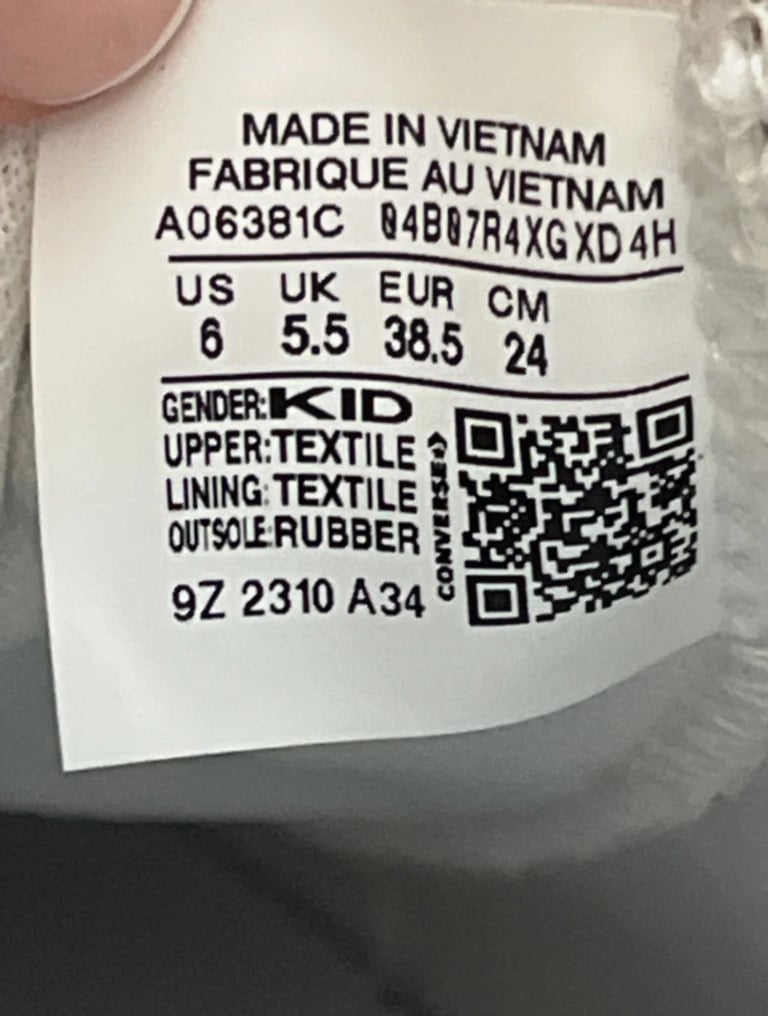 MADE IN VIETNAM
FABRIQUE AU VIETNAM
A06381C 04B07R4XGXD4H
US UK EUR CM
6 5.5 38.5 24
GENDER:KID
UPPER:TEXTILE
LINING:TEXTILE
OUTSOLE:RUBBER
9Z 2310 A34
CONVERSE